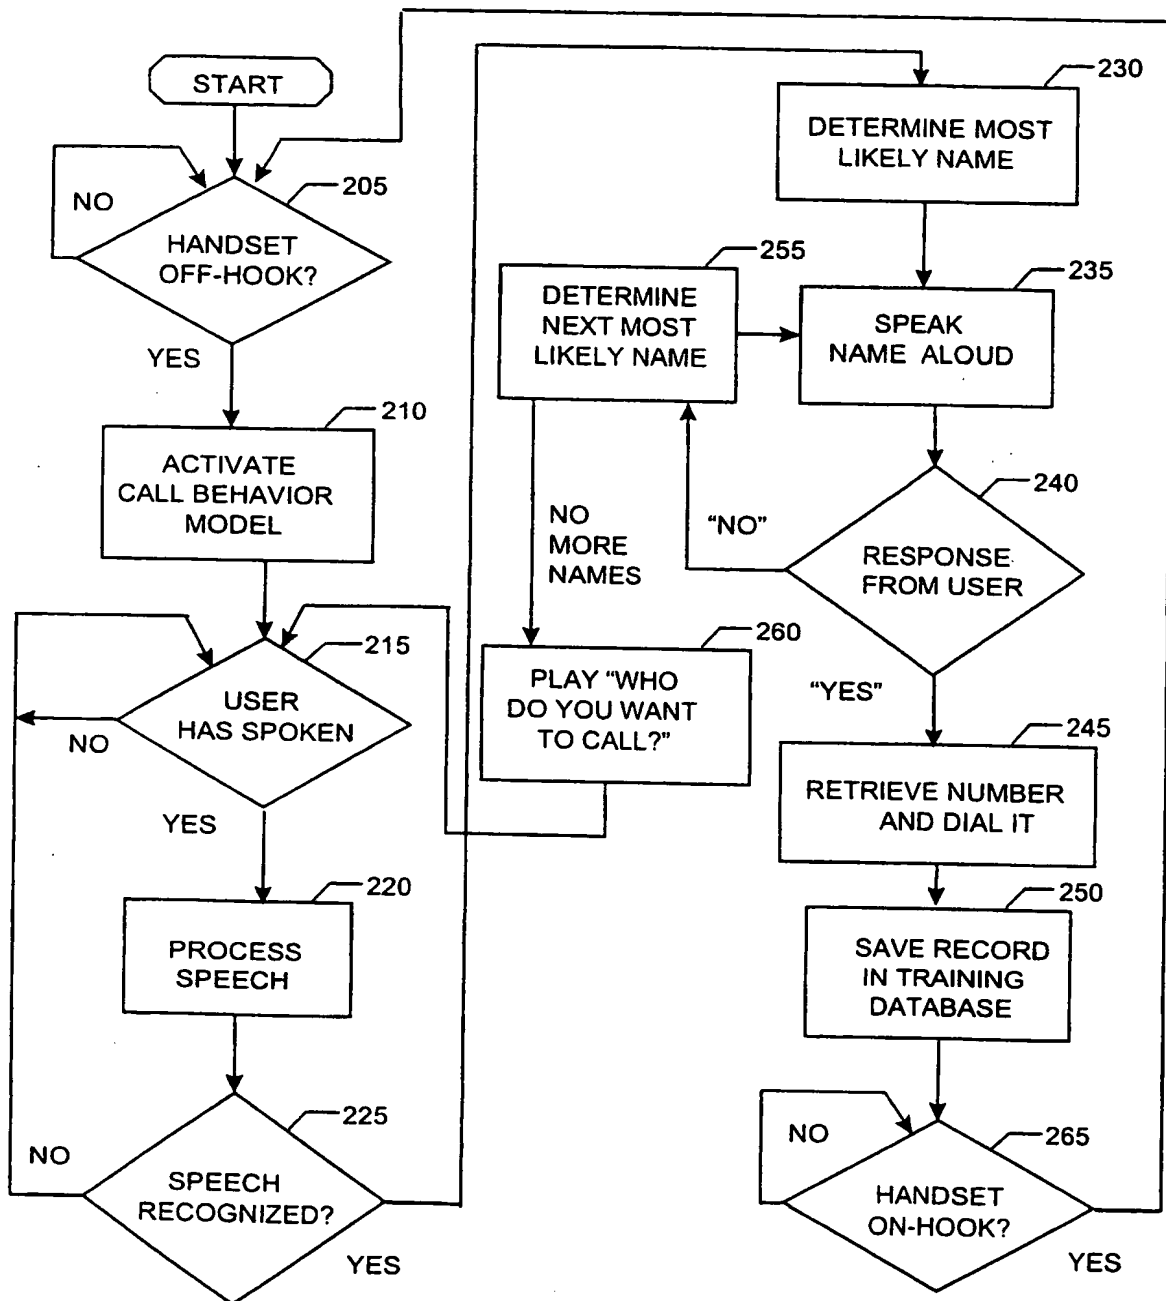 START
NO
205
HANDSET
OFF-HOOK?
YES
210
ACTIVATE
CALL BEHAVIOR
MODEL
215
USER
HAS SPOKEN
NO
YES
220
PROCESS
SPEECH
225
NO
SPEECH
RECOGNIZED?
YES
230
DETERMINE MOST
LIKELY NAME
255
DETERMINE
NEXT MOST
LIKELY NAME
235
SPEAK
NAME ALOUD
NO
MORE
NAMES
"NO"
240
RESPONSE
FROM USER
260
PLAY "WHO
DO YOU WANT
TO CALL?"
"YES"
245
RETRIEVE NUMBER
AND DIAL IT
250
SAVE RECORD
IN TRAINING
DATABASE
NO
265
HANDSET
ON-HOOK?
YES